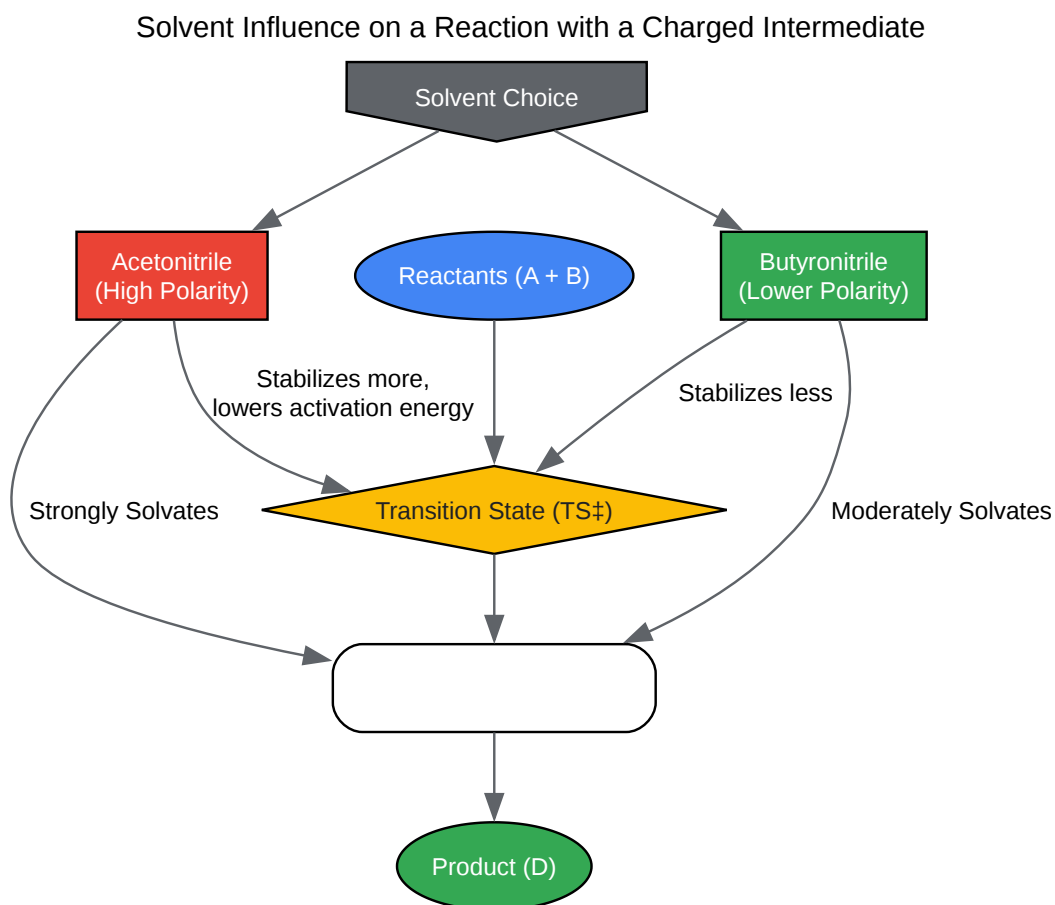 Solvent Influence on a Reaction with a Charged Intermediate
Solvent Choice
Acetonitrile
(High Polarity)
Reactants (A + B)
Butyronitrile
(Lower Polarity)
Stabilizes more,
lowers activation energy
Stabilizes less
Strongly Solvates
Transition State (TS‡)
Moderately Solvates
Product (D)